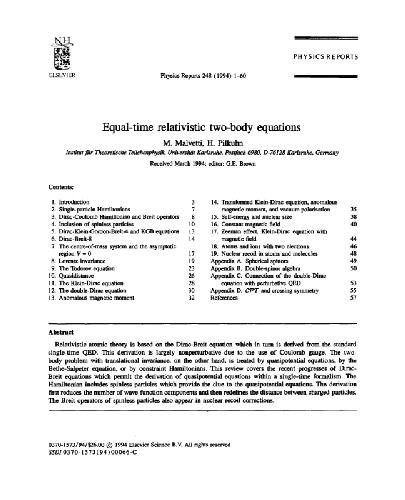 NH
ELSEVIER
Physics Reports 248 (1994) 1–60
PHYSICS REPORTS
Equal-time relativistic two-body equations
M. Malvetti, H. Pilkuhn
Institut für Theoretische Teilchenphysik, Universität Karlsruhe, Postfach 6980, D-76128 Karlsruhe, Germany
Received March 1994; editor: G.E. Brown
Contents:
1. Introduction 3
2. Single-particle Hamiltonians 7
3. Dirac-Coulomb Hamiltonian and Breit operators 8
4. Inclusion of spinless particles 10
5. Dirac-Klein-Gordon-Breit and KGB equations 13
6. Dirac-Breit-8 14
7. The centre-of-mass system and the asymptotic
region V = 0 17
8. Lorentz invariance 19
9. The Todorov equation 23
10. Quasidistance 26
11. The Klein-Dirac equation 28
12. The double-Dirac equation 30
13. Anomalous magnetic moment 32
14. Transformed Klein-Dirac equation, anomalous
magnetic moment, and vacuum polarisation 35
15. Self-energy and nuclear size 38
16. Constant magnetic field 40
17. Zeeman effect, Klein-Dirac equation with
magnetic field 44
18. Atoms and ions with two electrons 46
19. Nuclear recoil in atoms and molecules 48
Appendix A. Spherical spinors 49
Appendix B. Double-spinor algebra 50
Appendix C. Connection of the double-Dirac
equation with perturbative QED 53
Appendix D. CPT and crossing symmetry 55
References 57
Abstract
Relativistic atomic theory is based on the Dirac-Breit equation which in turn is derived from the standard
single-time QED. This derivation is largely nonperturbative due to the use of Coulomb gauge. The two-
body problem with translational invariance, on the other hand, is treated by quasipotential equations, by the
Bethe-Salpeter equation, or by constraint Hamiltonians. This review covers the recent progresses of Dirac-
Breit equations which permit the derivation of quasipotential equations within a single-time formalism. The
Hamiltonian includes spinless particles which provide the clue to the quasipotential equations. The derivation
first reduces the number of wave function components and then redefines the distance between charged particles.
The Breit operators of spinless particles also appear in nuclear recoil corrections.
0370-1573/94/$26.00 © 1994 Elsevier Science B.V. All rights reserved
SSDI 0370-1573(94)00066-C